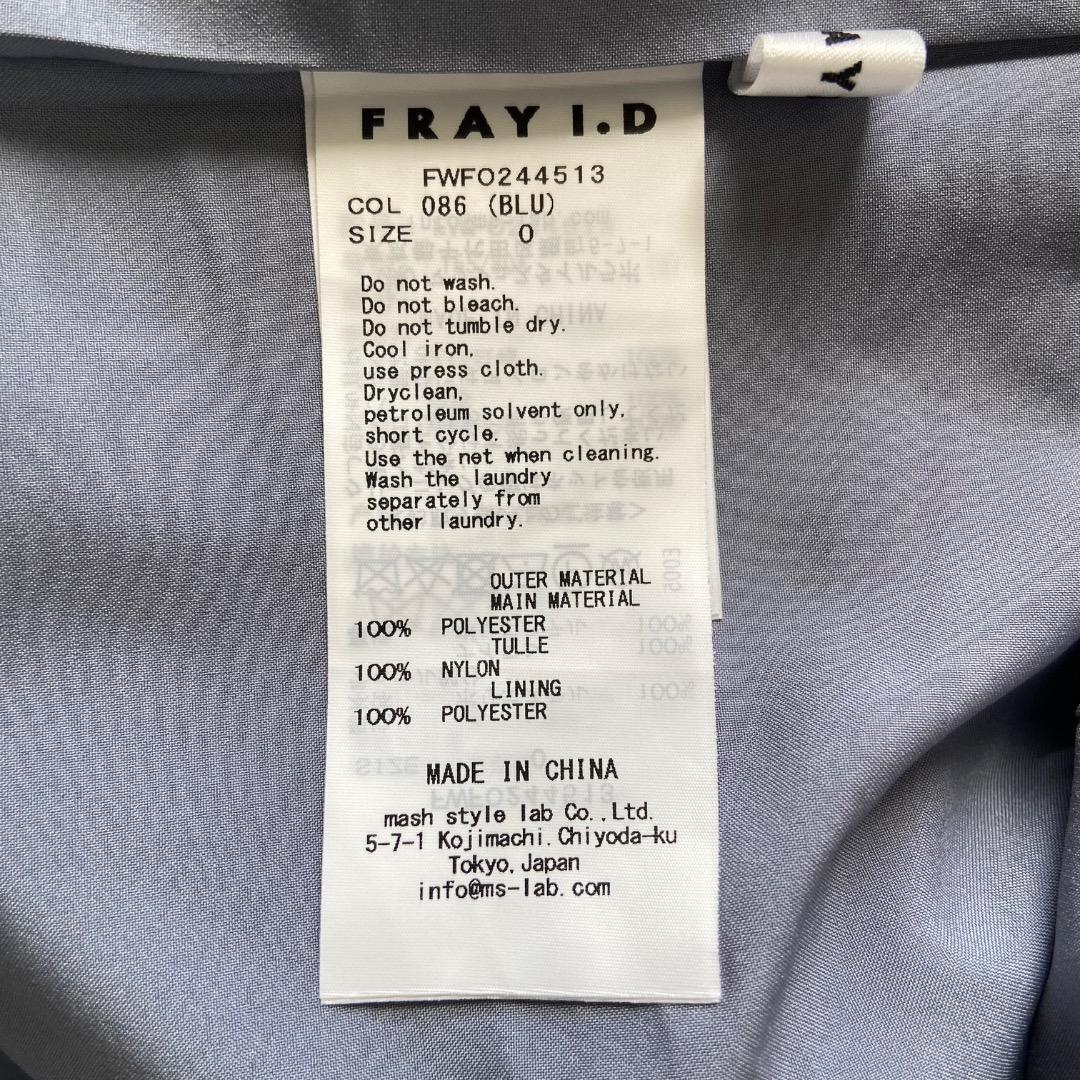 FRAY I.D
FWFO244513
COL 086 (BLU)
SIZE 0
Do not wash.
Do not bleach.
Do not tumble dry.
Cool iron,
use press cloth.
Dryclean,
petroleum solvent only,
short cycle.
Use the net when cleaning.
Wash the laundry
separately from
other laundry.
OUTER MATERIAL
MAIN MATERIAL
100% POLYESTER
TULLE
100% NYLON
LINING
100% POLYESTER
MADE IN CHINA
mash style lab Co.,Ltd.
5-7-1 Kojimachi.Chiyoda-ku
Tokyo, Japan
info@ms-lab.com